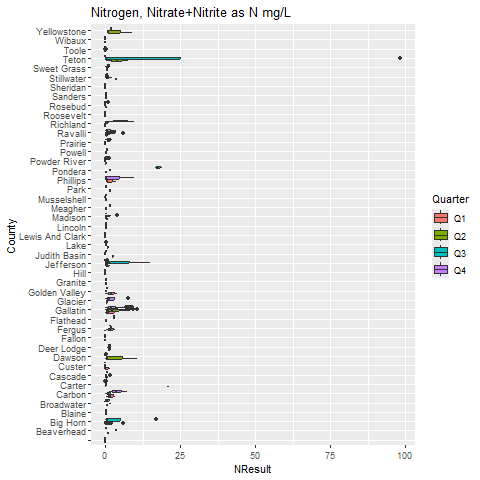 Nitrogen, Nitrate+Nitrite as N mg/L
Yellowstone
Wibaux
Toole
Teton
Sweet Grass
Stillwater
Sheridan
Sanders
Rosebud
Roosevelt
Richland
Ravalli
Prairie
Powell
Powder River
Pondera
Phillips
Park
Musselshell
Meagher
Madison
Lincoln
Lewis And Clark
Lake
Judith Basin
Jefferson
Hill
Granite
Golden Valley
Glacier
Gallatin
Flathead
Fergus
Fallon
Deer Lodge
Dawson
Custer
Cascade
Carter
Carbon
Broadwater
Blaine
Big Horn
Beaverhead
County
0 25 50 75 100
NResult
Quarter
Q1
Q2
Q3
Q4